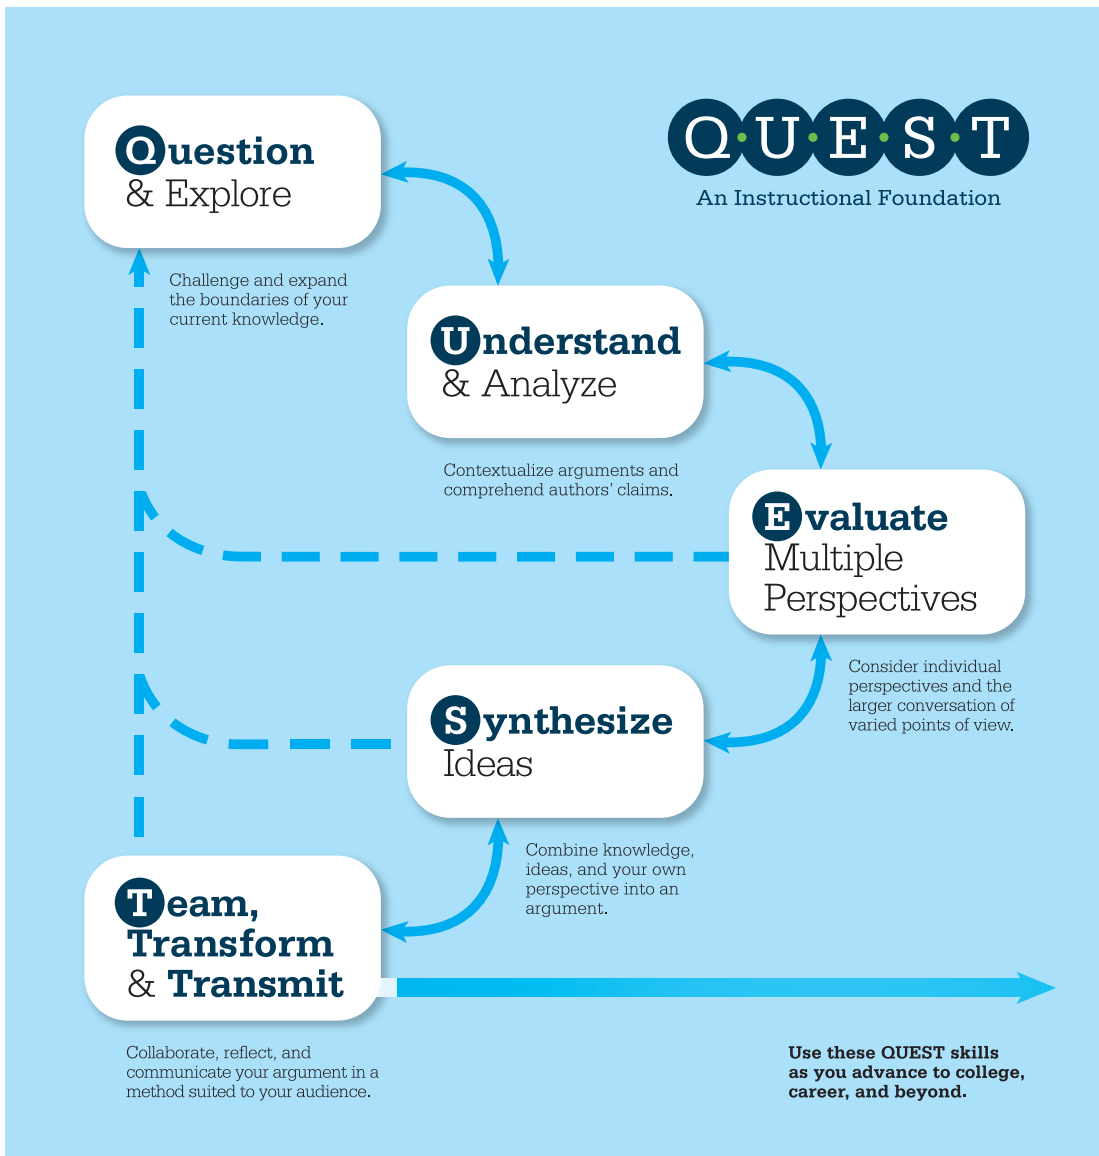 Question
& Explore
Q·U·E·S·T
An Instructional Foundation
Challenge and expand
the boundaries of your
current knowledge.
Understand
& Analyze
Contextualize arguments and
comprehend authors’ claims.
Evaluate
Multiple
Perspectives
Consider individual
perspectives and the
larger conversation of
varied points of view.
Synthesize
Ideas
Combine knowledge,
ideas, and your own
perspective into an
argument.
Team,
Transform
& Transmit
Collaborate, reflect, and
communicate your argument in a
method suited to your audience.
Use these QUEST skills
as you advance to college,
career, and beyond.